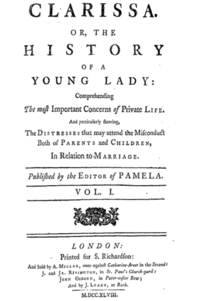 CLARISSA.
OR, THE
HISTORY
OF A
YOUNG LADY:
Comprehending
The most Important Concerns of Private LIFE.
And particularly shewing,
The DISTRESSES that may attend the Misconduct
Both of PARENTS and CHILDREN,
In Relation to MARRIAGE.
Published by the EDITOR of PAMELA.
VOL. I.
LONDON:
Printed for S. Richardson:
And Sold by A. MILLAR, over-against Catharine-street in the Strand:
J. and JA. RIVINGTON, in St. Paul's Church-yard:
JOHN OSBORN, in Pater-noster Row;
And by J. LEAKE, at Bath.
M.DCC.XLVIII.